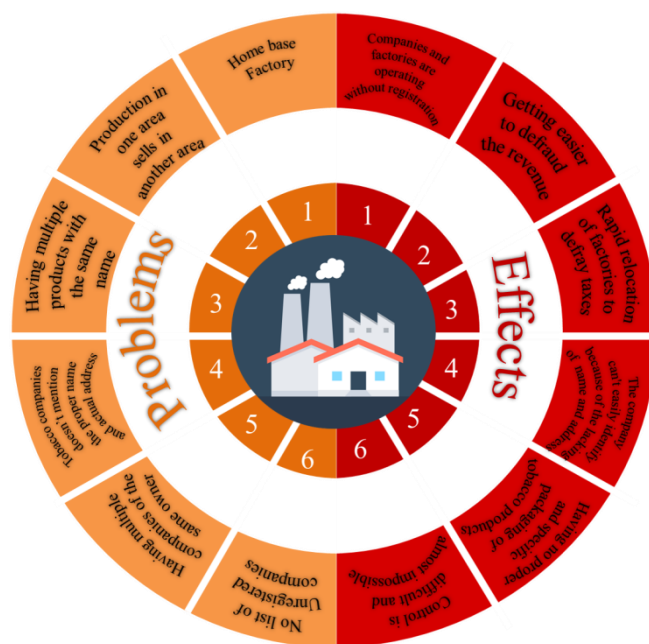 Problems
1
Home base
Factory
2
Production in
one area
sells in
another area
3
Having multiple
products with
the same
name
4
Tobacco companies
doesn't mention
the proper name
and actual address
5
Having multiple
companies of the
same owner
6
No list of
Unregistered
companies
Effects
1
Companies and
factories are
operating
without registration
2
Getting easier
to defraud
the revenue
3
Rapid relocation
of factories to
defray taxes
4
The company
can't easily identify
because of the lacking
of name and address
5
Having no proper
and specific
packaging of
tobacco products
6
Control is
difficult and
almost impossible